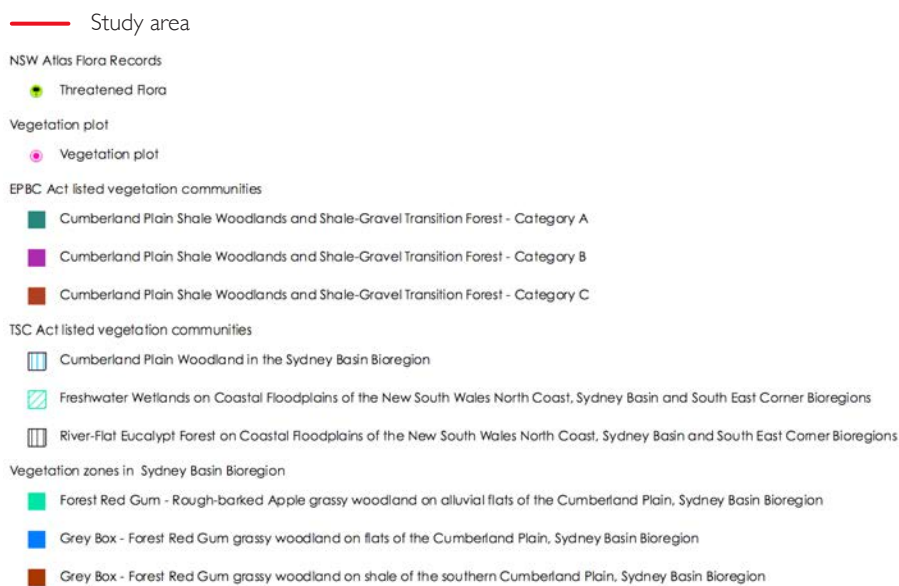 Study area
NSW Atlas Flora Records
Threatened Flora
Vegetation plot
Vegetation plot
EPBC Act listed vegetation communities
Cumberland Plain Shale Woodlands and Shale-Gravel Transition Forest - Category A
Cumberland Plain Shale Woodlands and Shale-Gravel Transition Forest - Category B
Cumberland Plain Shale Woodlands and Shale-Gravel Transition Forest - Category C
TSC Act listed vegetation communities
Cumberland Plain Woodland in the Sydney Basin Bioregion
Freshwater Wetlands on Coastal Floodplains of the New South Wales North Coast, Sydney Basin and South East Corner Bioregions
River-Flat Eucalypt Forest on Coastal Floodplains of the New South Wales North Coast, Sydney Basin and South East Corner Bioregions
Vegetation zones in Sydney Basin Bioregion
Forest Red Gum - Rough-barked Apple grassy woodland on alluvial flats of the Cumberland Plain, Sydney Basin Bioregion
Grey Box - Forest Red Gum grassy woodland on flats of the Cumberland Plain, Sydney Basin Bioregion
Grey Box - Forest Red Gum grassy woodland on shale of the southern Cumberland Plain, Sydney Basin Bioregion